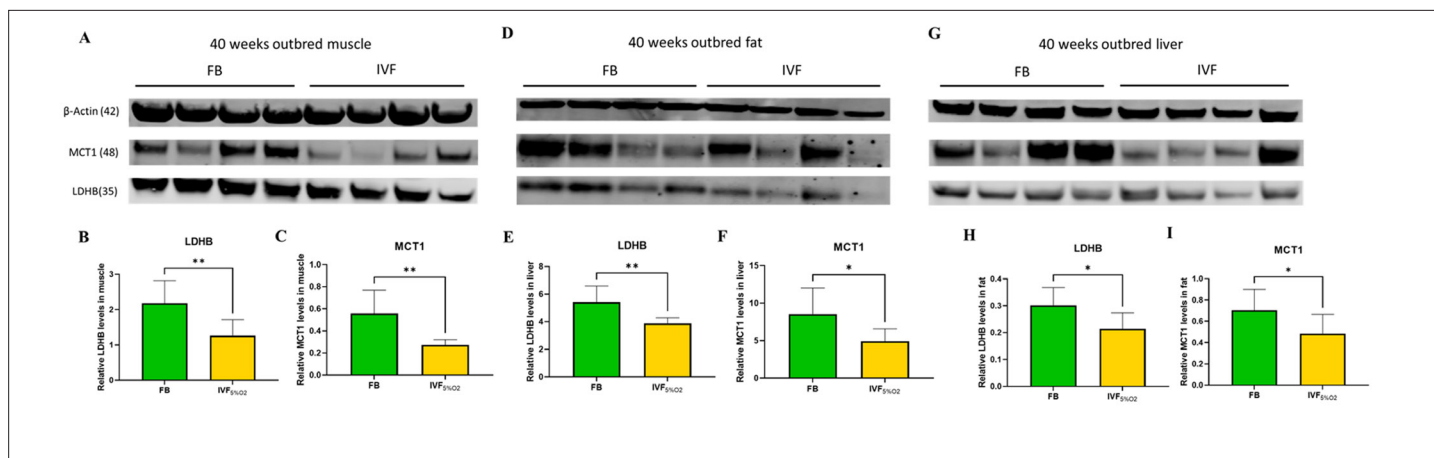 A
40 weeks outbred muscle
FB IVF
β-Actin (42)
MCT1 (48)
LDHB(35)
D
40 weeks outbred fat
FB IVF
G
40 weeks outbred liver
FB IVF
B
LDHB
Relative LDHB levels in muscle
3
2
1
0
**
FB IVF5%O2
C
MCT1
Relative MCT1 levels in muscle
1.0
0.8
0.6
0.4
0.2
0.0
**
FB IVF5%O2
E
LDHB
Relative LDHB levels in liver
8
6
4
2
0
**
FB IVF5%O2
F
MCT1
Relative MCT1 levels in liver
15
10
5
0
*
FB IVF5%O2
H
LDHB
Relative LDHB levels in fat
0.4
0.3
0.2
0.1
0.0
*
FB IVF5%O2
I
MCT1
Relative MCT1 levels in fat
1.0
0.8
0.6
0.4
0.2
0.0
*
FB IVF5%O2